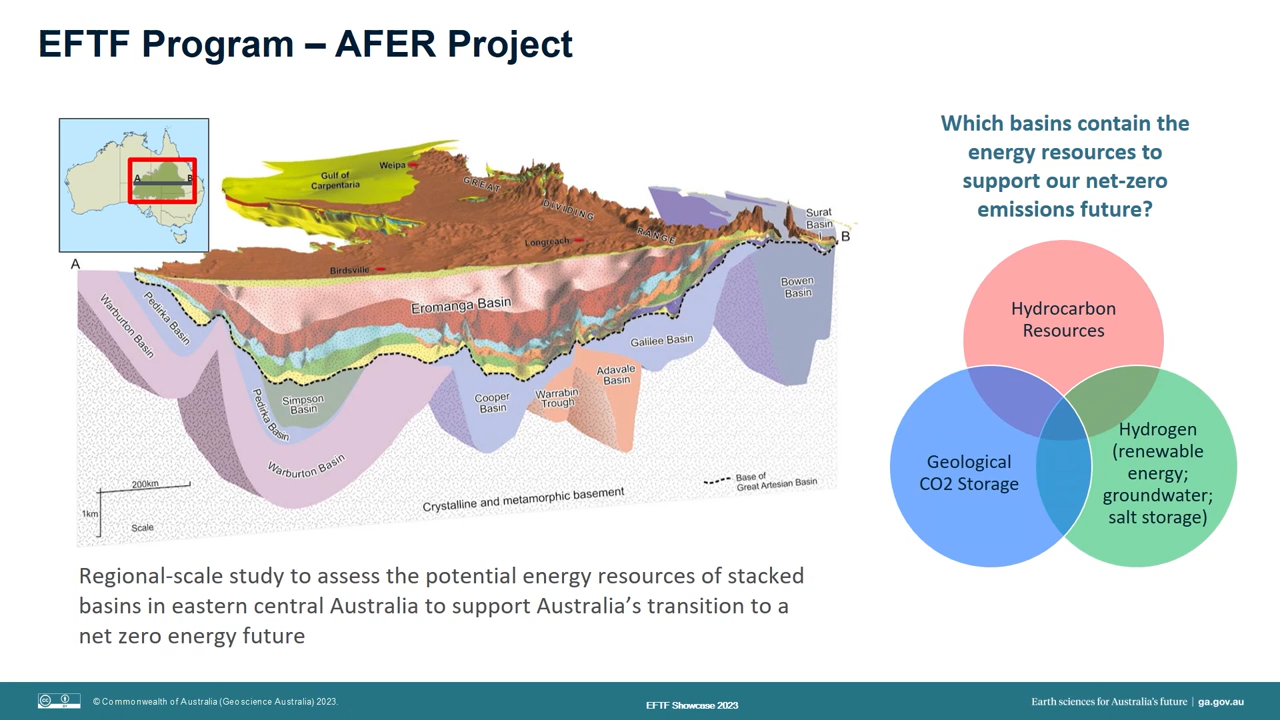 EFTF Program – AFER Project
A
B
Weipa
Gulf of
Carpentaria
GREAT
DIVIDING
RANGE
Longreach
Birdsville
Surat
Basin
A
B
Warburton Basin
Pedirka Basin
Eromanga Basin
Bowen
Basin
Galilee Basin
Adavale
Basin
Warrabin
Trough
Cooper
Basin
Simpson
Basin
Pedirka Basin
Warburton Basin
200km
1km
Scale
Crystalline and metamorphic basement
Base of
Great Artesian Basin
Which basins contain the
energy resources to
support our net-zero
emissions future?
Hydrocarbon
Resources
Geological
CO2 Storage
Hydrogen
(renewable
energy;
groundwater;
salt storage)
Regional-scale study to assess the potential energy resources of stacked
basins in eastern central Australia to support Australia’s transition to a
net zero energy future
© Commonwealth of Australia (Geoscience Australia) 2023.
EFTF Showcase 2023
Earth sciences for Australia’s future | ga.gov.au